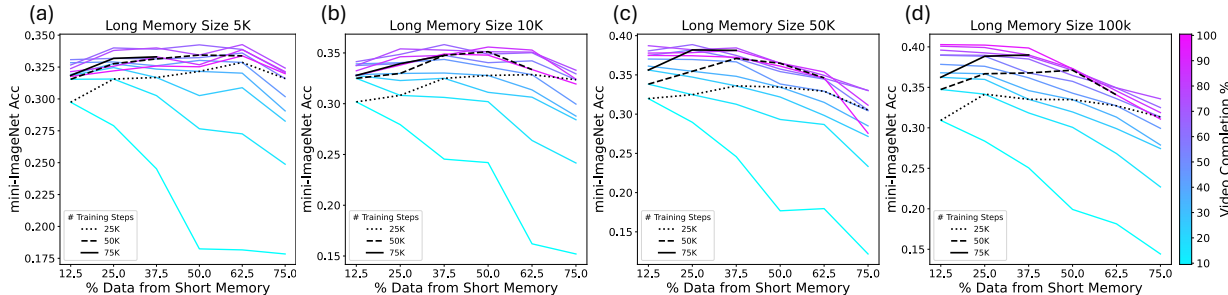 (a)
Long Memory Size 5K
mini-ImageNet Acc
0.350
0.325
0.300
0.275
0.250
0.225
0.200
0.175
# Training Steps
25K
50K
75K
12.5 25.0 37.5 50.0 62.5 75.0
% Data from Short Memory
(b)
Long Memory Size 10K
mini-ImageNet Acc
0.35
0.30
0.25
0.20
0.15
# Training Steps
25K
50K
75K
12.5 25.0 37.5 50.0 62.5 75.0
% Data from Short Memory
(c)
Long Memory Size 50K
mini-ImageNet Acc
0.40
0.35
0.30
0.25
0.20
0.15
# Training Steps
25K
50K
75K
12.5 25.0 37.5 50.0 62.5 75.0
% Data from Short Memory
(d)
Long Memory Size 100k
mini-ImageNet Acc
0.40
0.35
0.30
0.25
0.20
0.15
# Training Steps
25K
50K
75K
12.5 25.0 37.5 50.0 62.5 75.0
% Data from Short Memory
100
90
80
70
60
50
40
30
20
10
Video Completion %